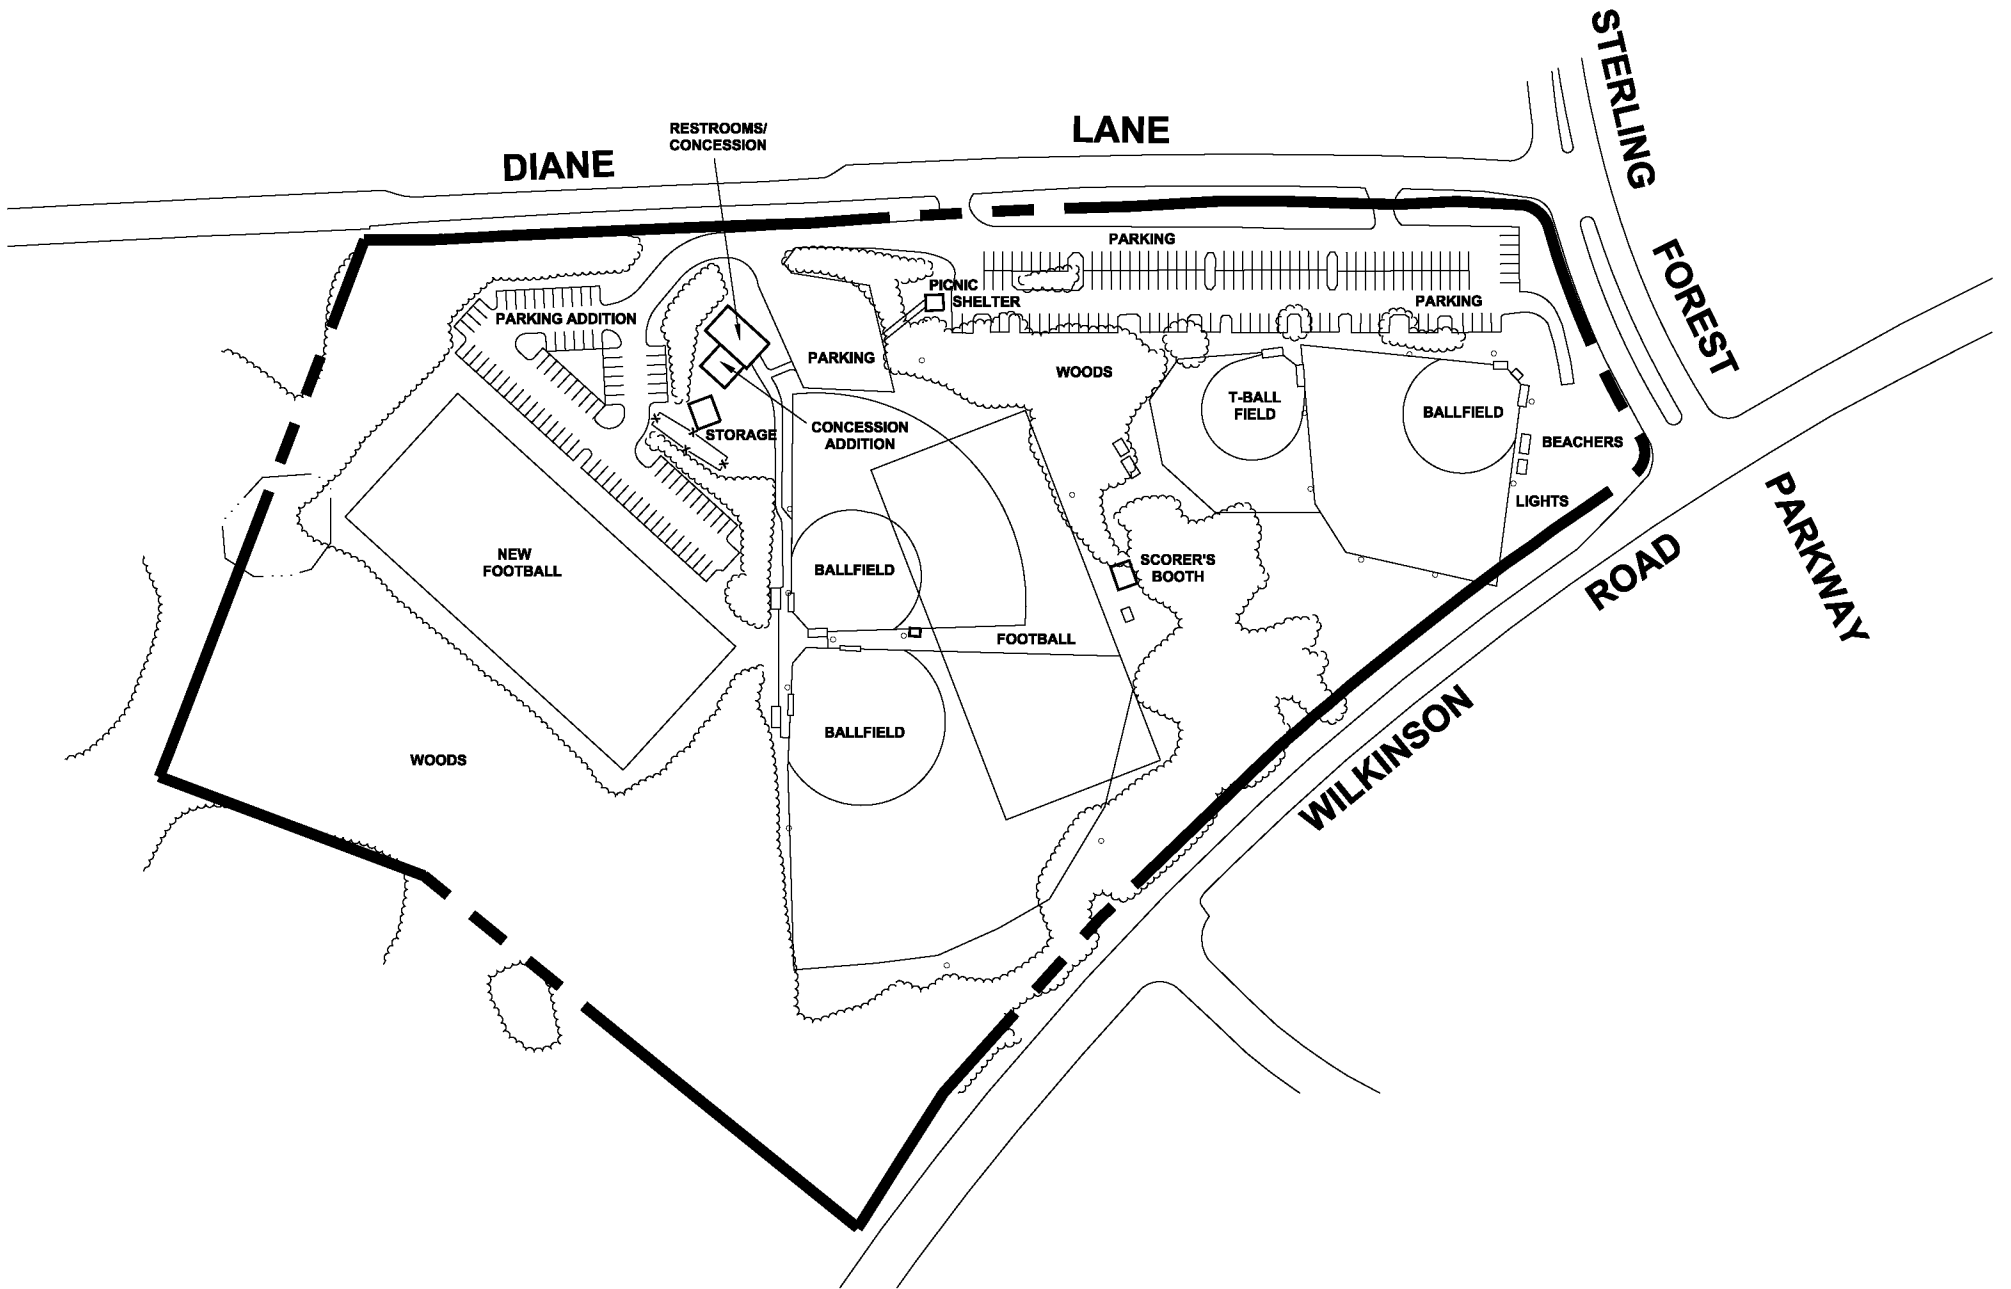 STERLING
FOREST
PARKWAY
DIANE
LANE
RESTROOMS/
CONCESSION
PARKING
PICNIC
SHELTER
PARKING
PARKING ADDITION
PARKING
WOODS
T-BALL
FIELD
BALLFIELD
CONCESSION
ADDITION
STORAGE
BEACHERS
LIGHTS
NEW
FOOTBALL
BALLFIELD
SCORER'S
BOOTH
FOOTBALL
BALLFIELD
WOODS
WILKINSON
ROAD